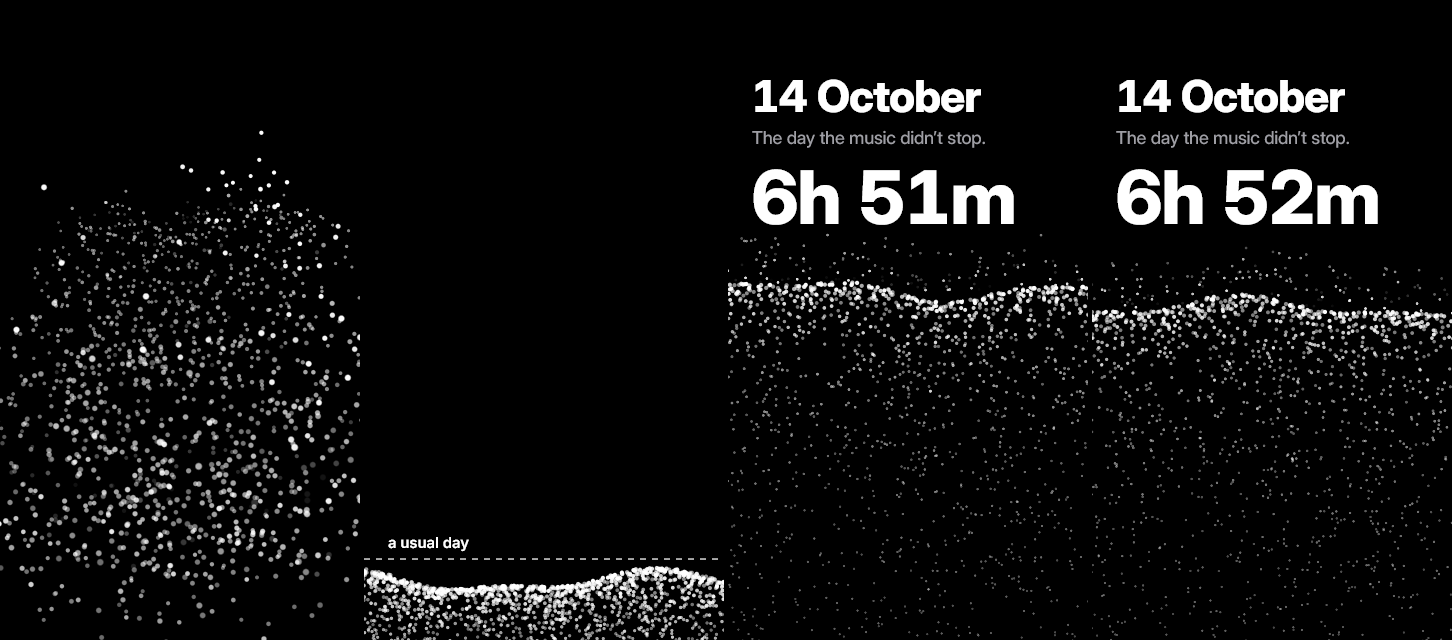 a usual day
14 October
The day the music didn’t stop.
6h 51m
14 October
The day the music didn’t stop.
6h 52m